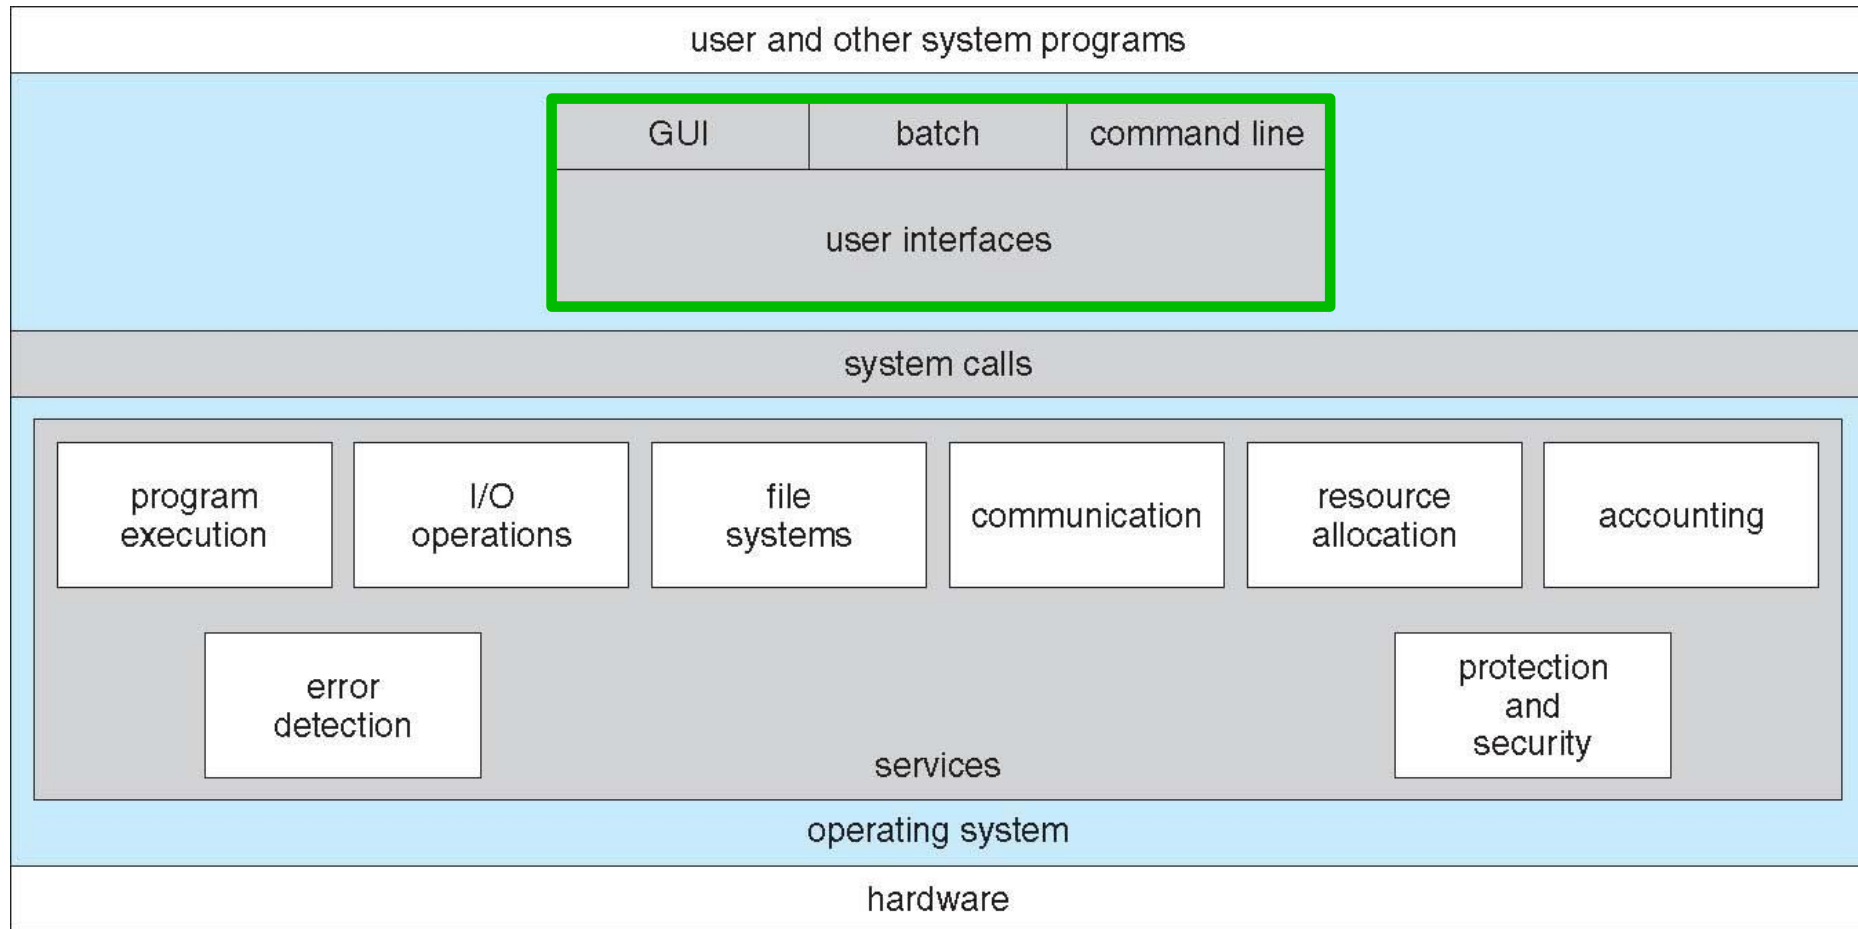 user and other system programs
GUI batch command line
user interfaces
system calls
program
execution
I/O
operations
file
systems
communication
resource
allocation
accounting
error
detection
protection
and
security
services
operating system
hardware